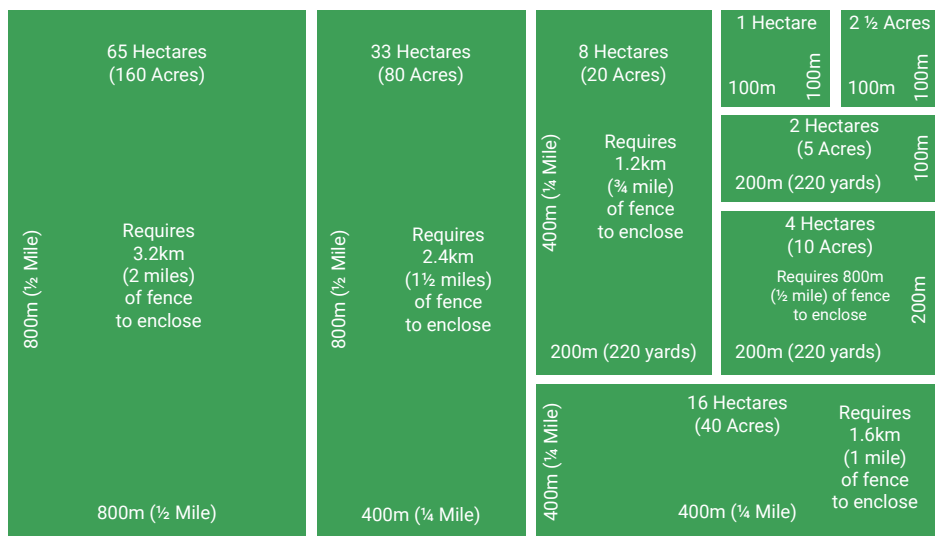 65 Hectares
(160 Acres)
800m (½ Mile)
Requires
3.2km
(2 miles)
of fence
to enclose
800m (½ Mile)
33 Hectares
(80 Acres)
800m (½ Mile)
Requires
2.4km
(1½ miles)
of fence
to enclose
400m (¼ Mile)
8 Hectares
(20 Acres)
400m (¼ Mile)
Requires
1.2km
(¾ mile)
of fence
to enclose
200m (220 yards)
1 Hectare
100m
100m
2 ½ Acres
100m
100m
2 Hectares
(5 Acres)
100m
200m (220 yards)
4 Hectares
(10 Acres)
Requires 800m
(½ mile) of fence
to enclose
200m
200m (220 yards)
16 Hectares
(40 Acres)
400m (¼ Mile)
Requires
1.6km
(1 mile)
of fence
to enclose
400m (¼ Mile)